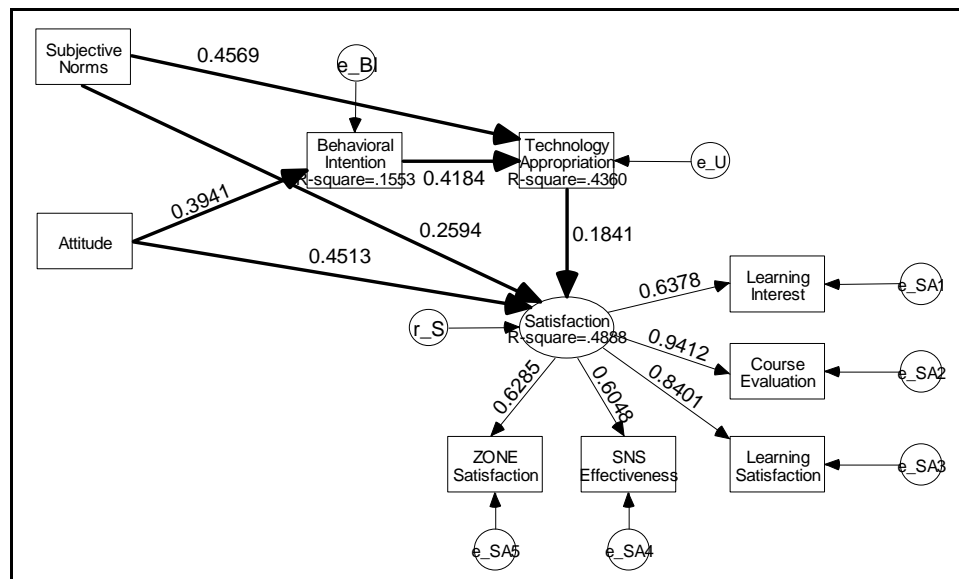 Subjective
Norms
0.4569
e_BI
Behavioral
Intention
R-square=.1553
Technology
Appropriation
R-square=.4360
e_U
0.4184
0.3941
0.2594
0.1841
Attitude
0.4513
Learning
Interest
e_SA1
0.6378
r_S
Satisfaction
R-square=.4888
0.9412
Course
Evaluation
e_SA2
0.6285
0.6048
0.8401
ZONE
Satisfaction
SNS
Effectiveness
Learning
Satisfaction
e_SA3
e_SA5
e_SA4